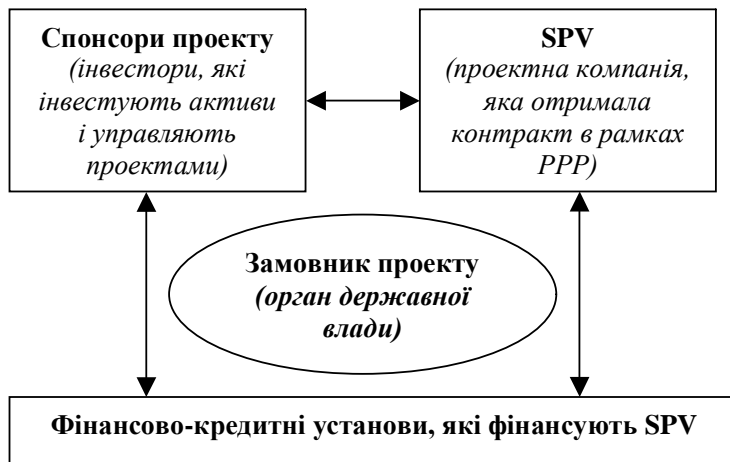 Спонсори проекту
(інвестори, які
інвестують активи
і управляють
проектами)
SPV
(проектна компанія,
яка отримала
контракт в рамках
PPP)
Замовник проекту
(орган державної
влади)
Фінансово-кредитні установи, які фінансують SPV